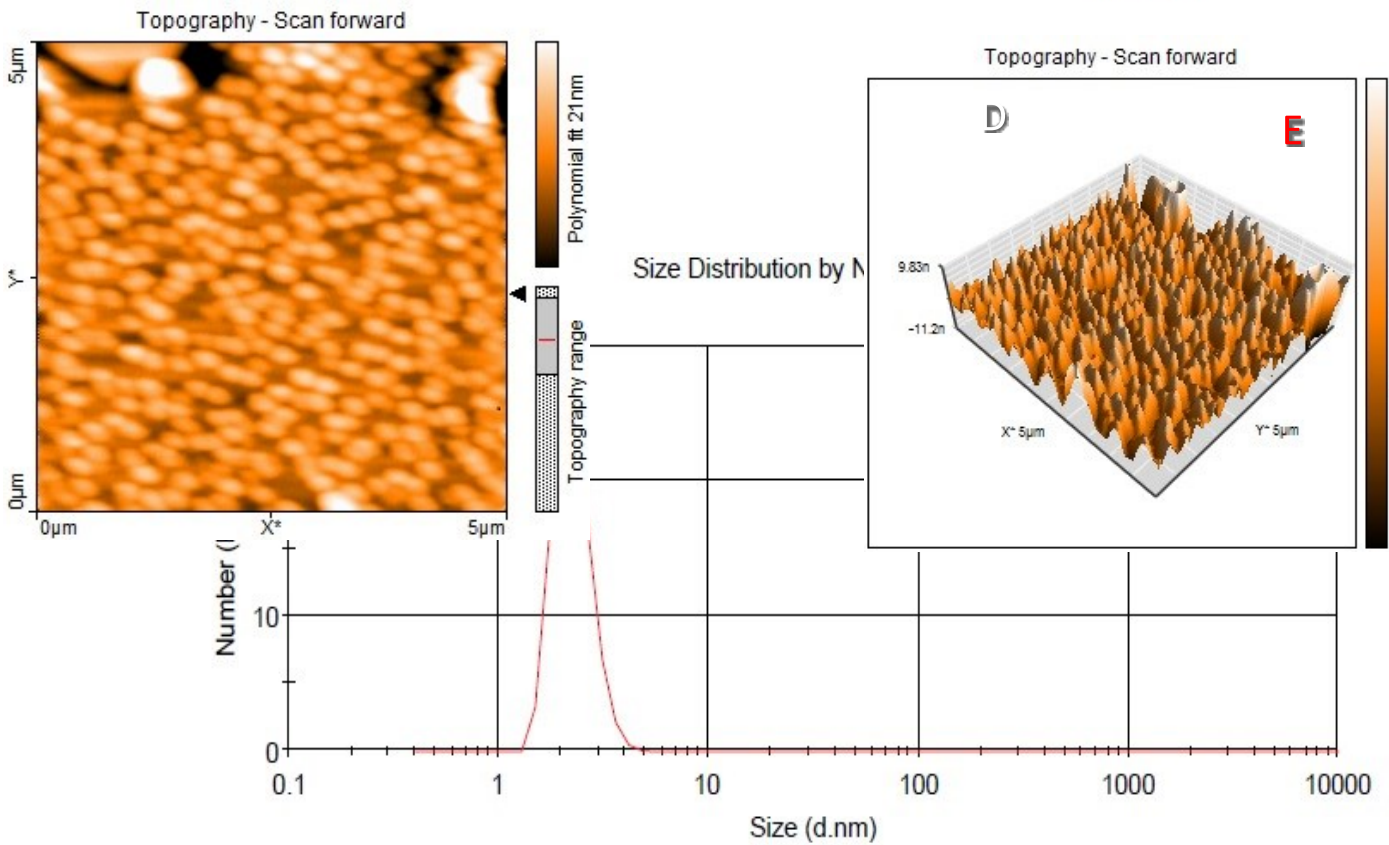 Topography - Scan forward
5µm
Y*
0µm
0µm
X*
5µm
Polynomial fit 21nm
Topography range
Topography - Scan forward
D
E
9.83n
-11.2n
X* 5µm
Y* 5µm
Size Distribution by
Number (
10
0
0.1
1
10
100
1000
10000
Size (d.nm)